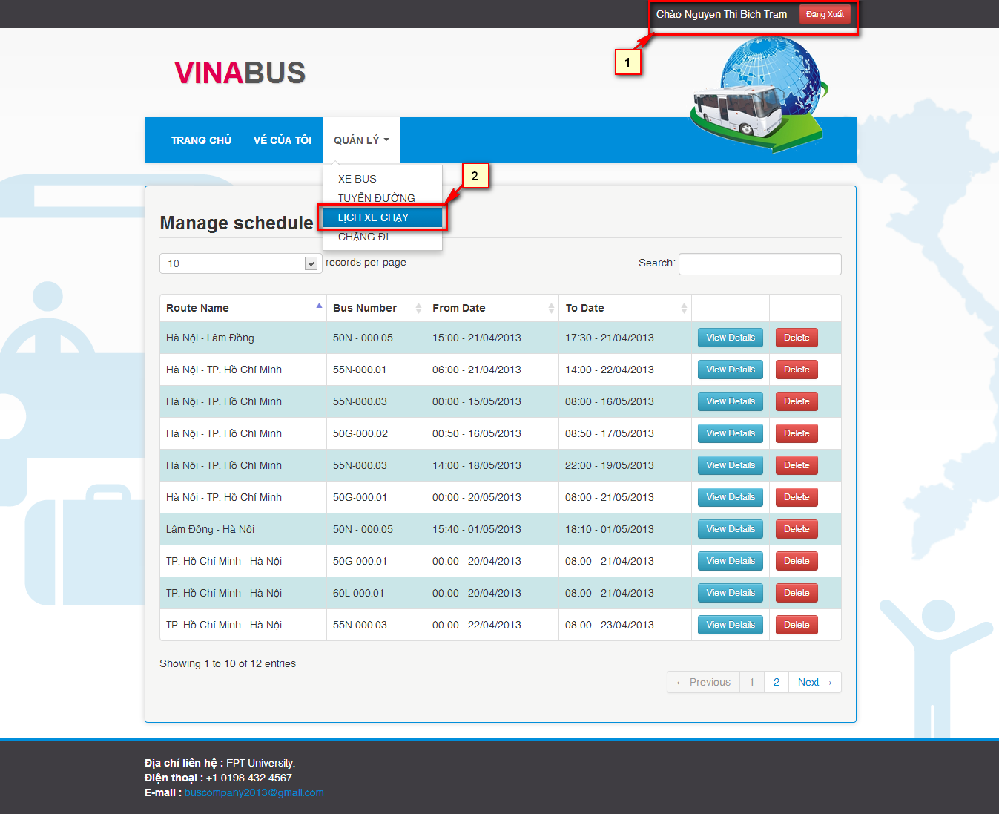 Chào Nguyen Thi Bich Tram Đăng Xuất
1
VINABUS
TRANG CHỦ VÉ CỦA TÔI QUẢN LÝ
2
XE BUS
TUYẾN ĐƯỜNG
LỊCH XE CHẠY
CHẶNG ĐI
Manage schedule
10 records per page Search:
Route Name Bus Number From Date To Date
Hà Nội - Lâm Đồng 50N - 000.05 15:00 - 21/04/2013 17:30 - 21/04/2013 View Details Delete
Hà Nội - TP. Hồ Chí Minh 55N-000.01 06:00 - 21/04/2013 14:00 - 22/04/2013 View Details Delete
Hà Nội - TP. Hồ Chí Minh 55N-000.03 00:00 - 15/05/2013 08:00 - 16/05/2013 View Details Delete
Hà Nội - TP. Hồ Chí Minh 50G-000.02 00:50 - 16/05/2013 08:50 - 17/05/2013 View Details Delete
Hà Nội - TP. Hồ Chí Minh 55N-000.03 14:00 - 18/05/2013 22:00 - 19/05/2013 View Details Delete
Hà Nội - TP. Hồ Chí Minh 50G-000.01 00:00 - 20/05/2013 08:00 - 21/05/2013 View Details Delete
Lâm Đồng - Hà Nội 50N - 000.05 15:40 - 01/05/2013 18:10 - 01/05/2013 View Details Delete
TP. Hồ Chí Minh - Hà Nội 50G-000.01 00:00 - 20/04/2013 08:00 - 21/04/2013 View Details Delete
TP. Hồ Chí Minh - Hà Nội 60L-000.01 00:00 - 20/04/2013 08:00 - 21/04/2013 View Details Delete
TP. Hồ Chí Minh - Hà Nội 55N-000.03 00:00 - 22/04/2013 08:00 - 23/04/2013 View Details Delete
Showing 1 to 10 of 12 entries
← Previous 1 2 Next →
Địa chỉ liên hệ : FPT University.
Điện thoại : +1 0198 432 4567
E-mail : buscompany2013@gmail.com